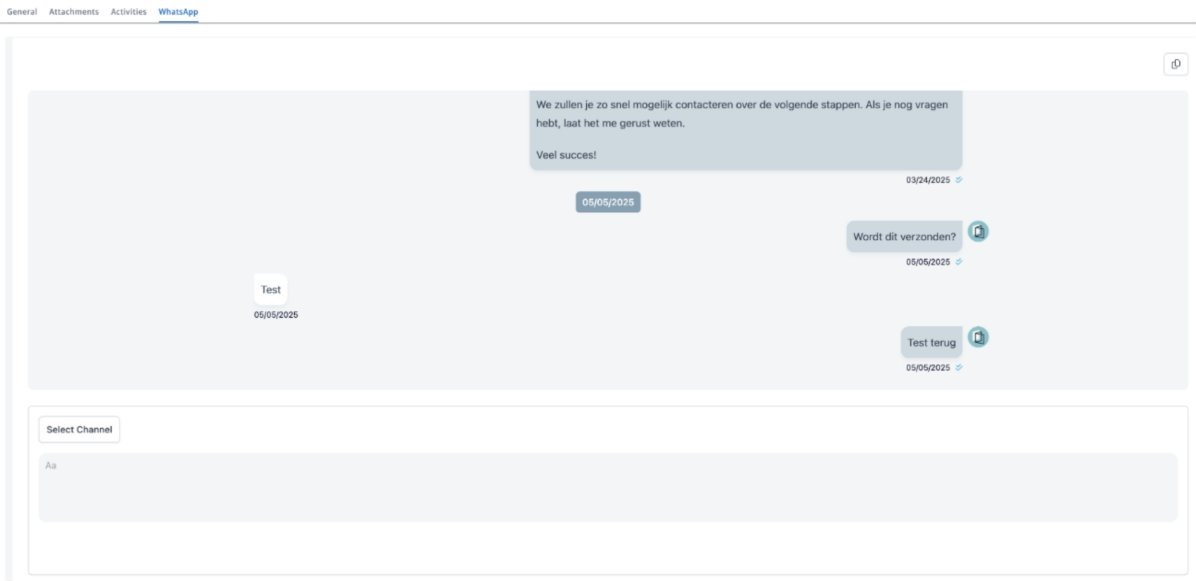 General Attachments Activities WhatsApp
We zullen je zo snel mogelijk contacteren over de volgende stappen. Als je nog vragen
hebt, laat het me gerust weten.
Veel succes!
03/24/2025
05/05/2025
Wordt dit verzonden?
05/05/2025
Test
05/05/2025
Test terug
05/05/2025
Select Channel
Aa